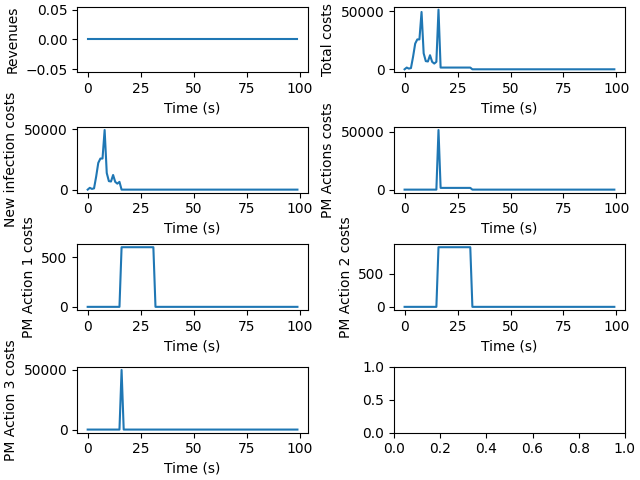 Revenues
0.05
0.00
−0.05
0 25 50 75 100
Time (s)
Total costs
50000
0
0 25 50 75 100
Time (s)
New infection costs
50000
0
0 25 50 75 100
Time (s)
PM Actions costs
50000
0
0 25 50 75 100
Time (s)
PM Action 1 costs
500
0
0 25 50 75 100
Time (s)
PM Action 2 costs
500
0
0 25 50 75 100
Time (s)
PM Action 3 costs
50000
0
0 25 50 75 100
Time (s)
1.0
0.5
0.0
0.0 0.2 0.4 0.6 0.8 1.0